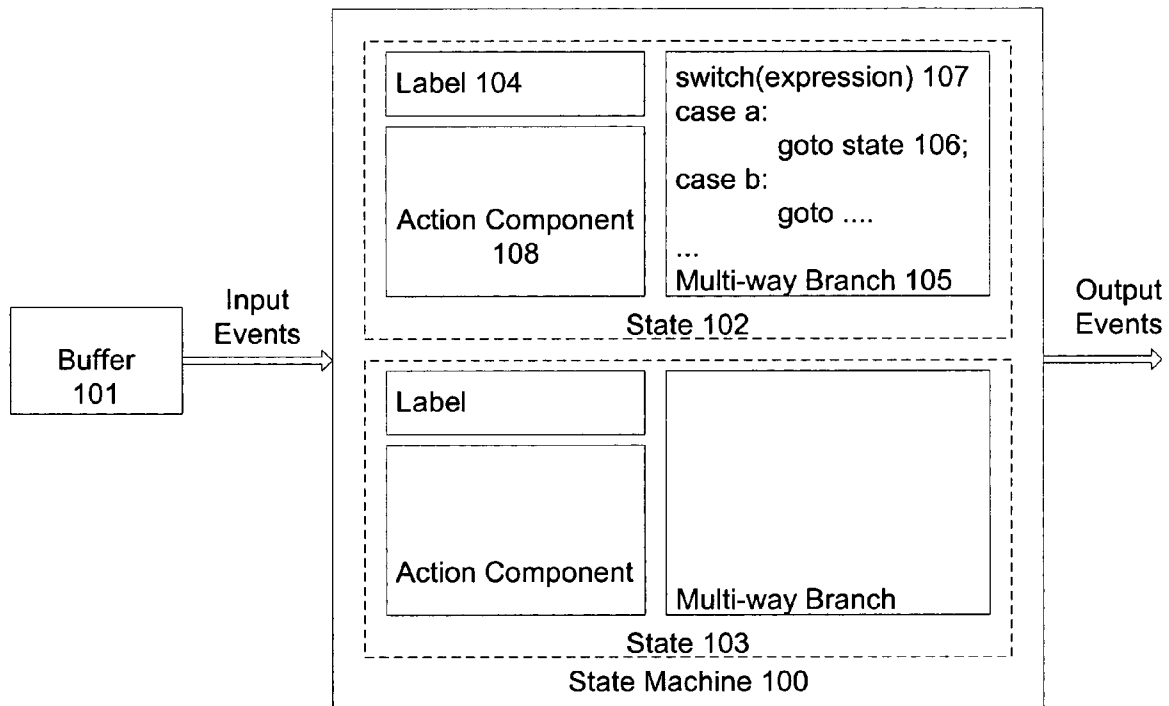 Buffer
101
Input
Events
Label 104
Action Component
108
switch(expression) 107
case a:
goto state 106;
case b:
goto ....
...
Multi-way Branch 105
State 102
Label
Action Component
Multi-way Branch
State 103
State Machine 100
Output
Events